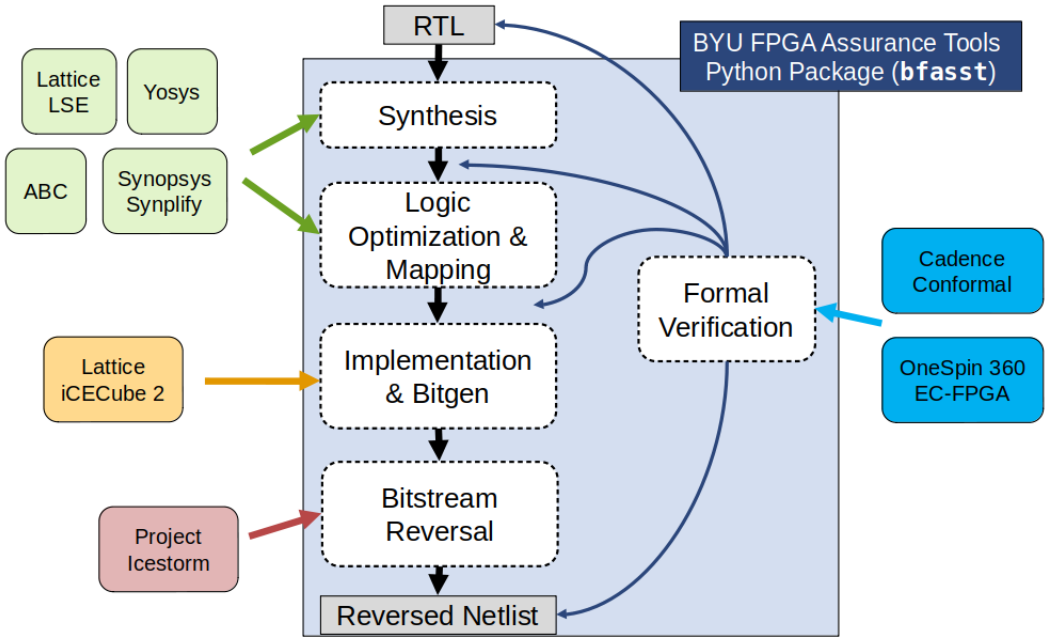 RTL
BYU FPGA Assurance Tools
Python Package (bfasst)
Lattice
LSE
Yosys
ABC
Synopsys
Synplify
Synthesis
Logic
Optimization &
Mapping
Formal
Verification
Cadence
Conformal
OneSpin 360
EC-FPGA
Lattice
iCECube 2
Implementation
& Bitgen
Project
Icestorm
Bitstream
Reversal
Reversed Netlist